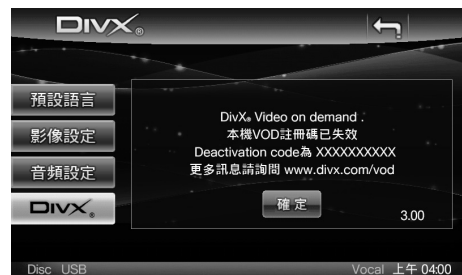 DIVX®
預設語言
影像設定
音頻設定
DIVX®
DivX® Video on demand .
本機VOD註冊碼已失效
Deactivation code為 XXXXXXXXXX
更多訊息請詢問 www.divx.com/vod
確定
3.00
Disc USB
Vocal 上午 04:00